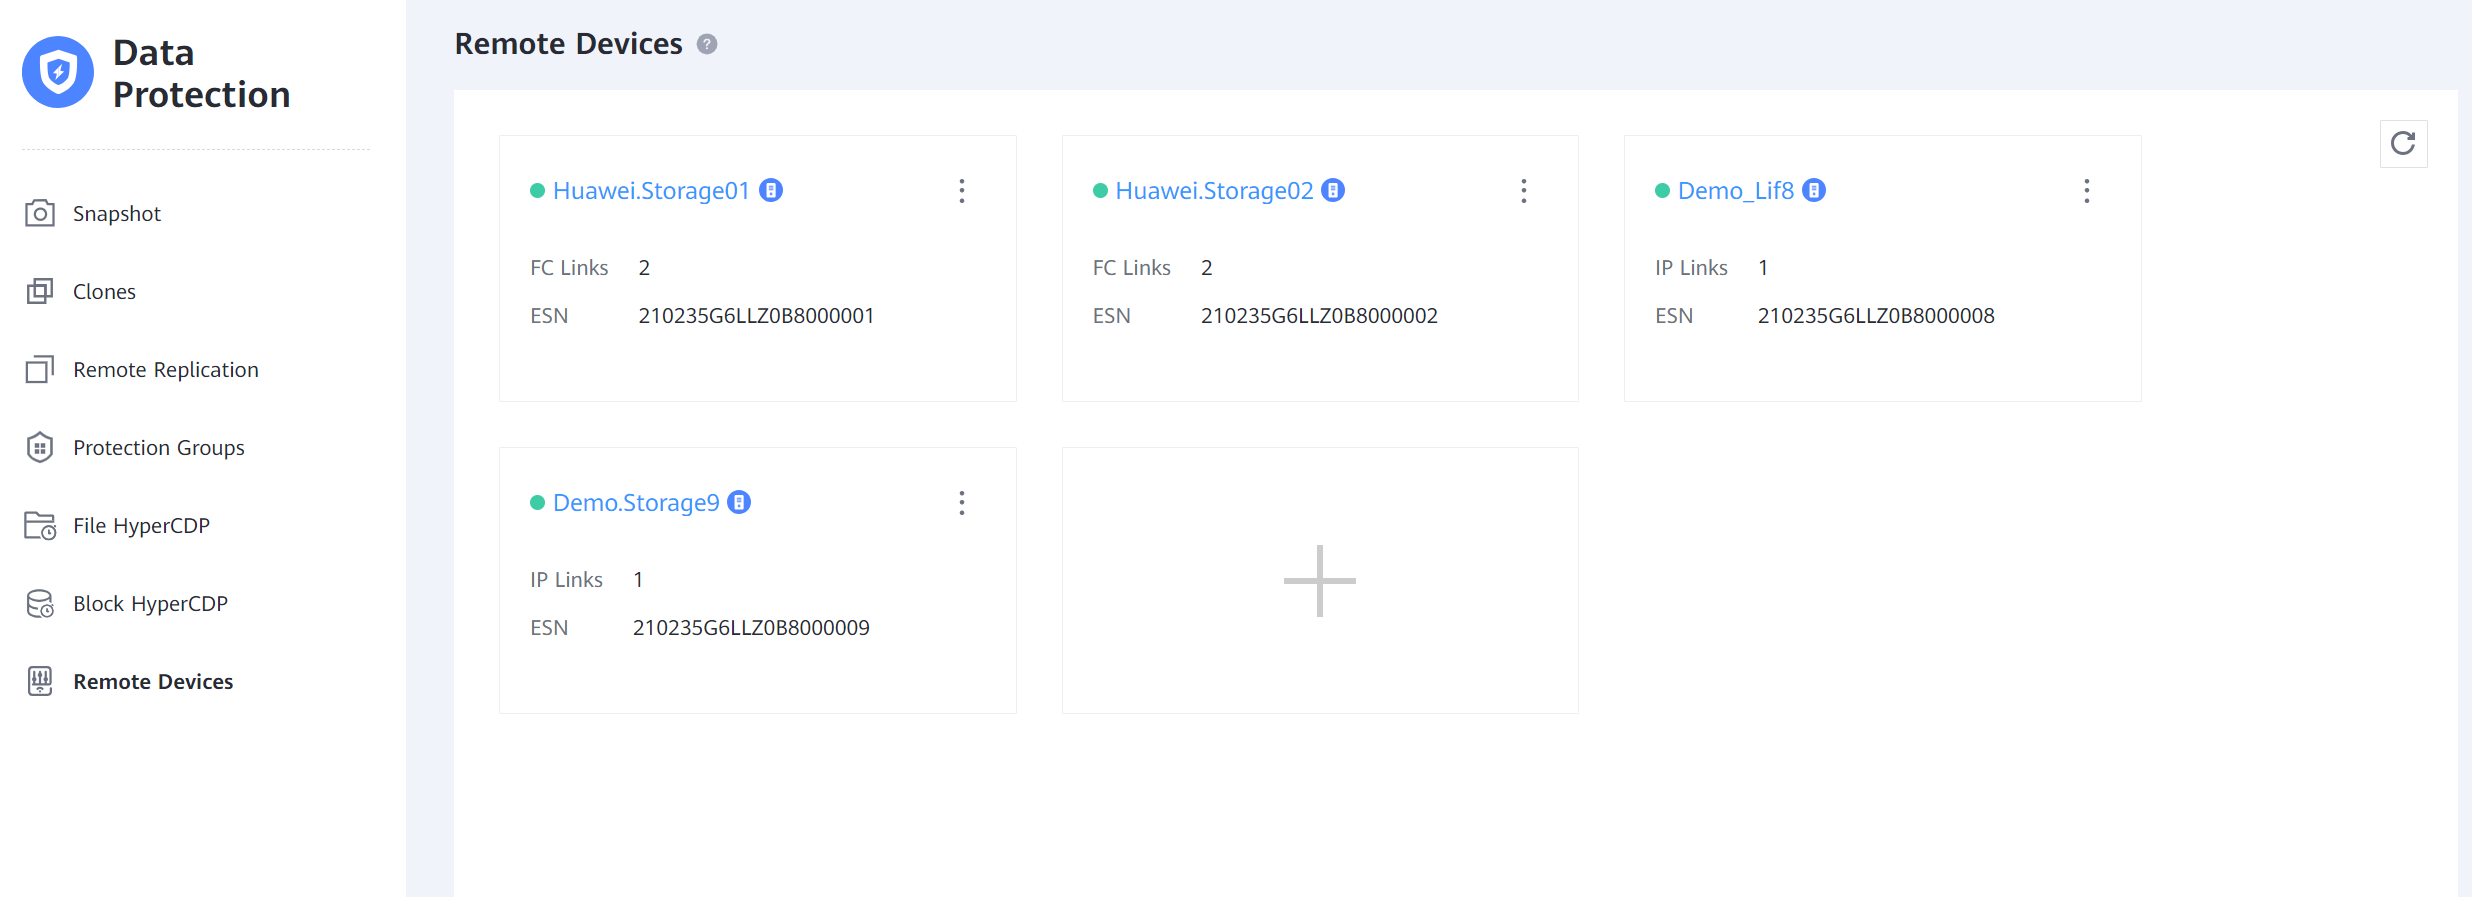 Data
Protection
Snapshot
Clones
Remote Replication
Protection Groups
File HyperCDP
Block HyperCDP
Remote Devices
Remote Devices ?
Huawei.Storage01
FC Links 2
ESN 210235G6LLZ0B8000001
Huawei.Storage02
FC Links 2
ESN 210235G6LLZ0B8000002
Demo_Lif8
IP Links 1
ESN 210235G6LLZ0B8000008
Demo.Storage9
IP Links 1
ESN 210235G6LLZ0B8000009